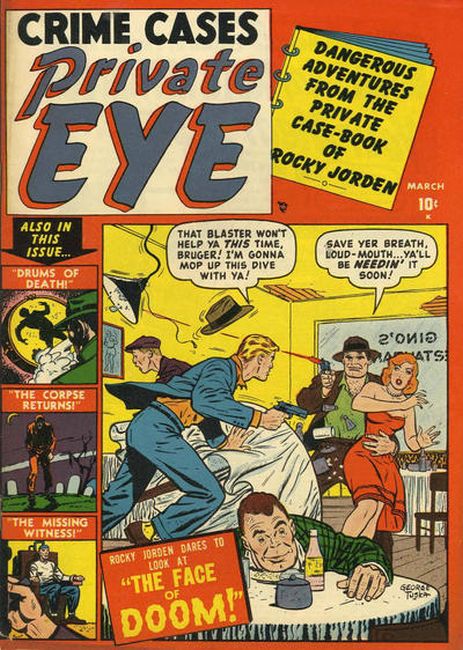 CRIME CASES
Private
EYE
DANGEROUS
ADVENTURES
FROM THE
PRIVATE
CASE-BOOK
OF
ROCKY JORDEN
MARCH
10¢
K
ALSO IN
THIS
ISSUE...
"DRUMS OF
DEATH!"
"THE CORPSE
RETURNS!"
"THE MISSING
WITNESS!"
THAT BLASTER WON'T
HELP YA THIS TIME,
BRUGER! I'M GONNA
MOP UP THIS DIVE
WITH YA!
SAVE YER BREATH,
LOUD-MOUTH...YA'LL
BE NEEDIN' IT
SOON!
GINO'S
ROCKY JORDEN DARES TO
LOOK AT
"THE FACE
OF
DOOM!"
GEORGE
TUSKA